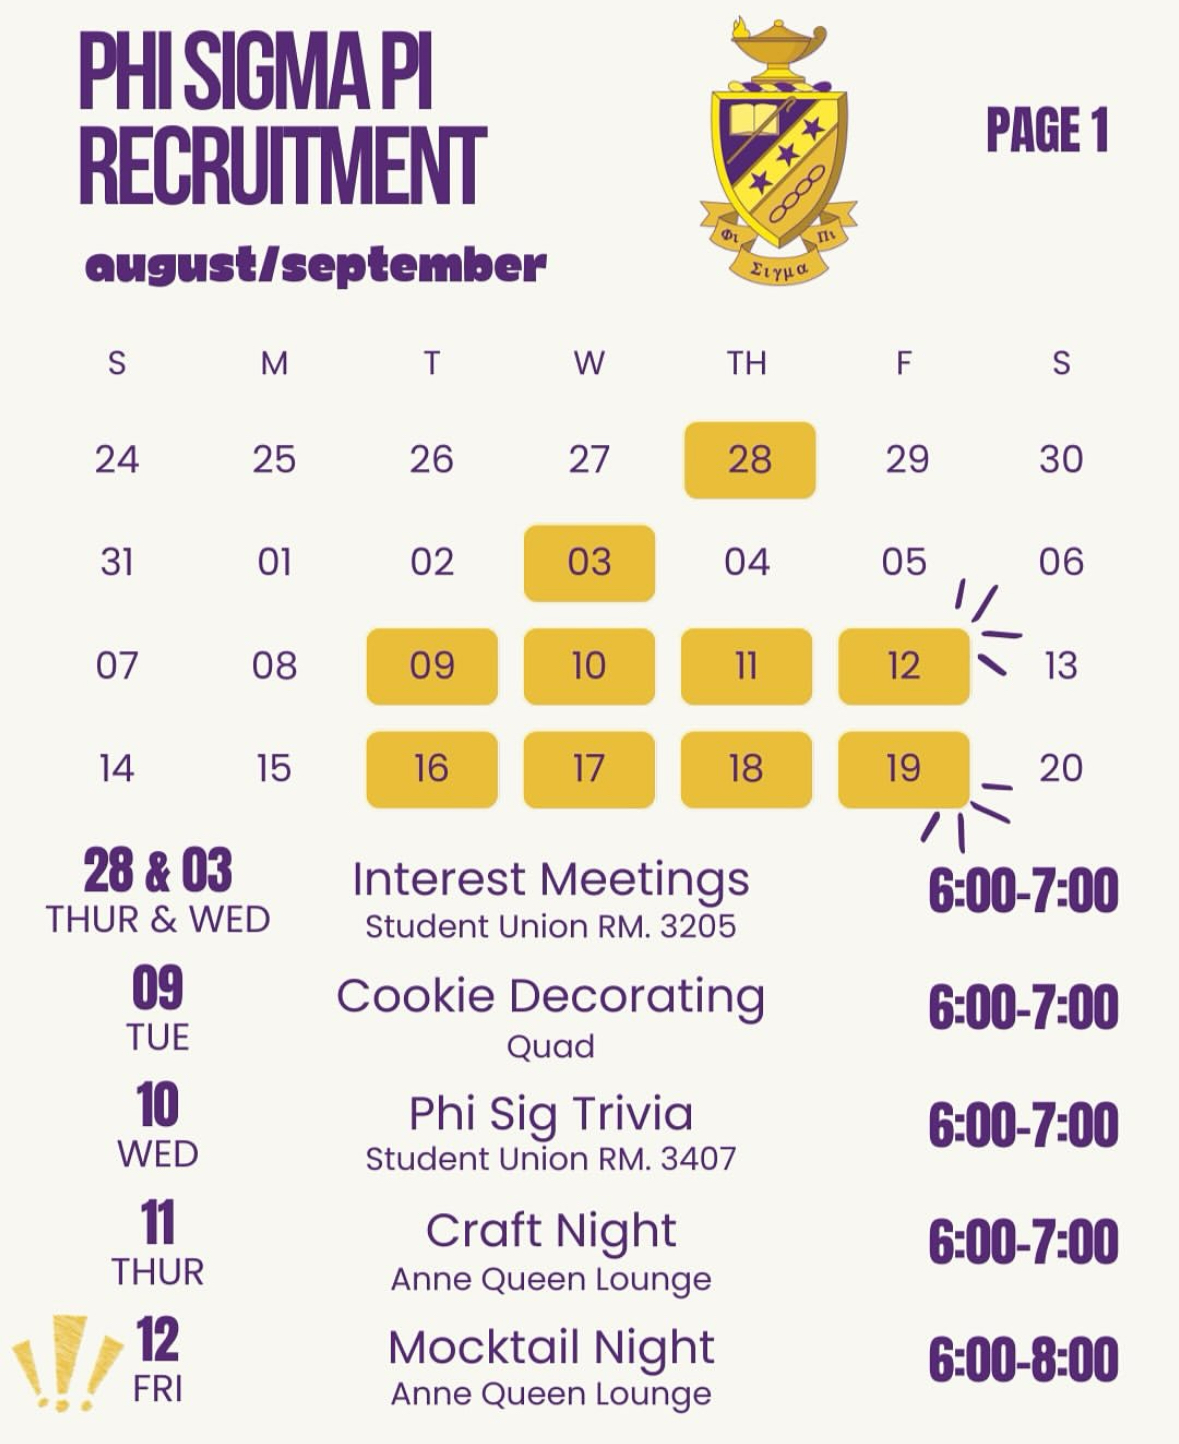 PHI SIGMA PI
RECRUITMENT
PAGE 1
august/september
Φι
Πι
Σιγμα
S M T W TH F S
24 25 26 27 28 29 30
31 01 02 03 04 05 06
07 08 09 10 11 12 13
14 15 16 17 18 19 20
28 & 03
THUR & WED
Interest Meetings
Student Union RM. 3205
6:00-7:00
09
TUE
Cookie Decorating
Quad
6:00-7:00
10
WED
Phi Sig Trivia
Student Union RM. 3407
6:00-7:00
11
THUR
Craft Night
Anne Queen Lounge
6:00-7:00
!!!
12
FRI
Mocktail Night
Anne Queen Lounge
6:00-8:00